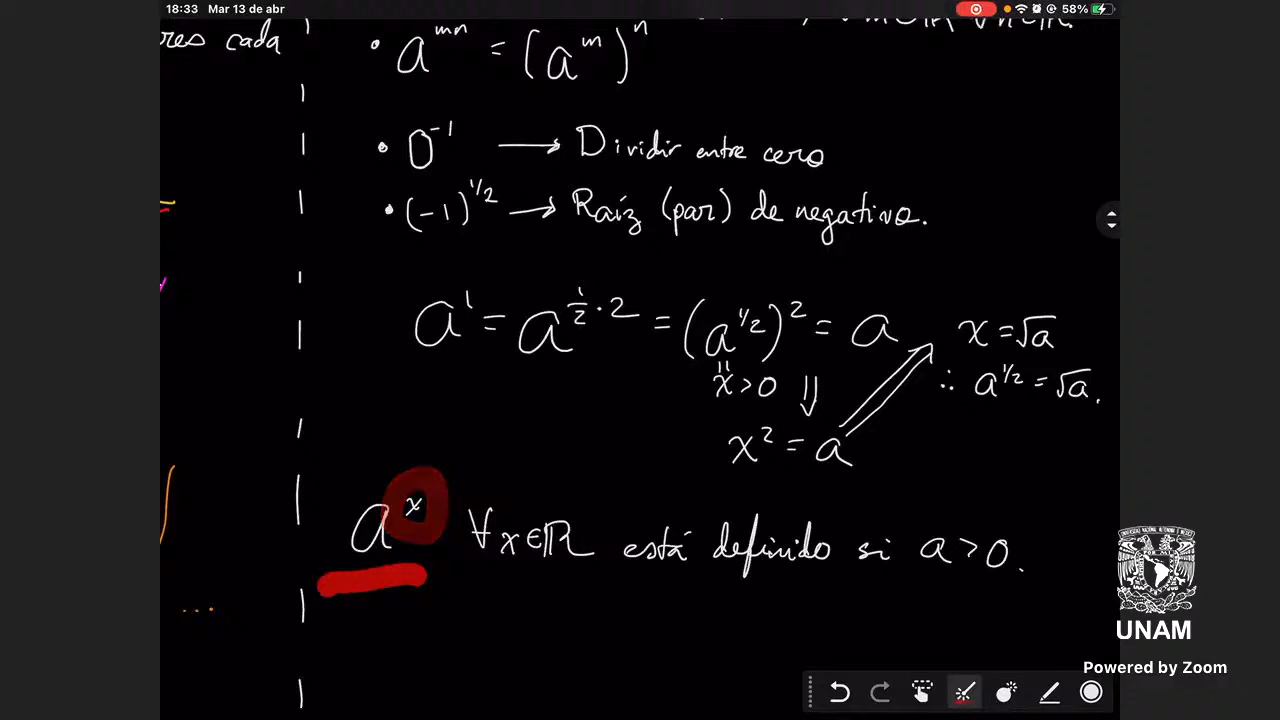 18:33 Mar 13 de abr 58%
res cada
• a^{mn} = (a^m)^n
• 0^{-1} → Dividir entre cero
• (-1)^{1/2} → Raíz (par) de negativo.
a^1 = a^{\frac{1}{2}·2} = (a^{1/2})^2 = a x = √a
x > 0 ⇓ ∴ a^{1/2} = √a.
x^2 = a
a^x ∀x∈ℝ está definido si a > 0.
...
UNAM
Powered by Zoom